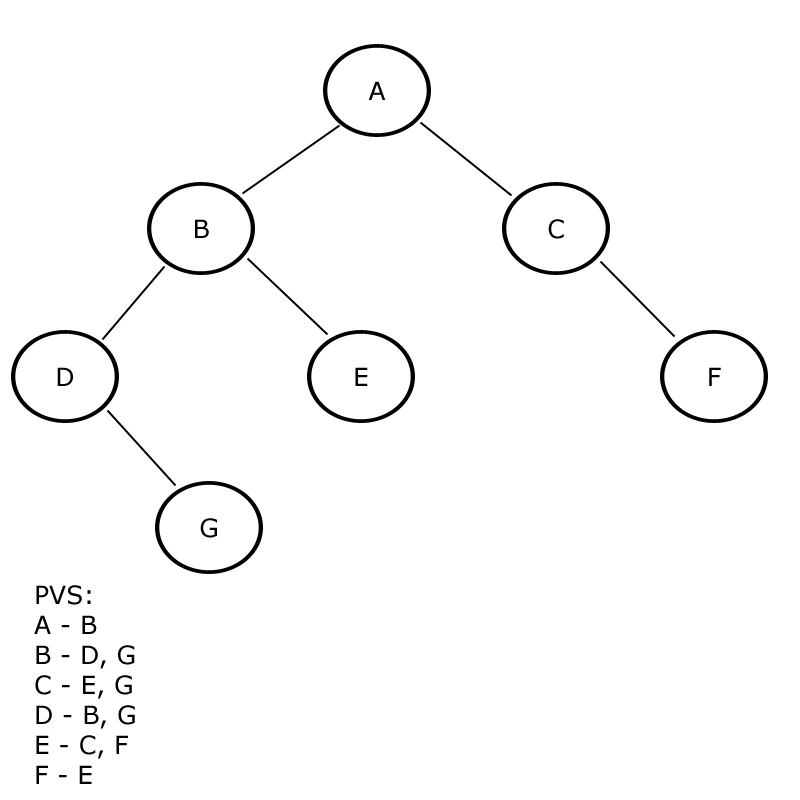 A
B
C
D
E
F
G
PVS:
A - B
B - D, G
C - E, G
D - B, G
E - C, F
F - E